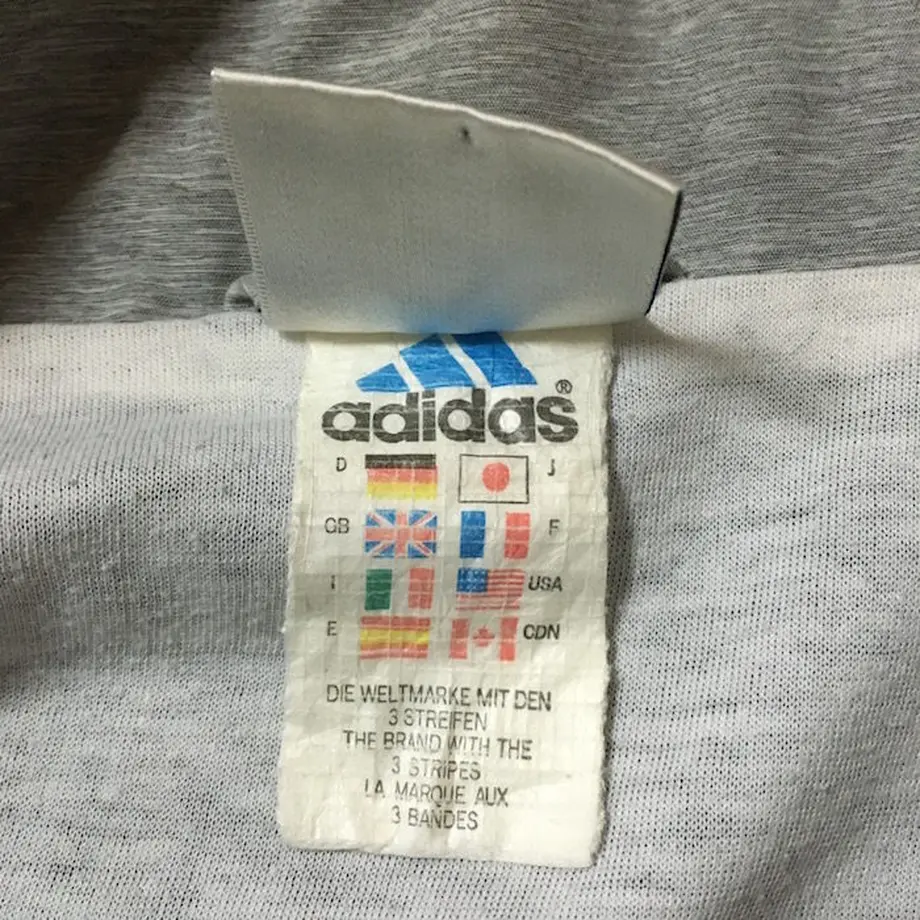 adidas®
D J
GB F
I USA
E CDN
DIE WELTMARKE MIT DEN
3 STREIFEN
THE BRAND WITH THE
3 STRIPES
LA MARQUE AUX
3 BANDES